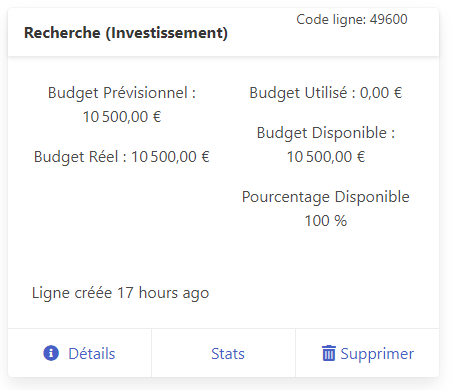 Code ligne: 49600
Recherche (Investissement)
Budget Prévisionnel :
10 500,00 €
Budget Réel : 10 500,00 €
Budget Utilisé : 0,00 €
Budget Disponible :
10 500,00 €
Pourcentage Disponible
100 %
Ligne créée 17 hours ago
Détails
Stats
Supprimer